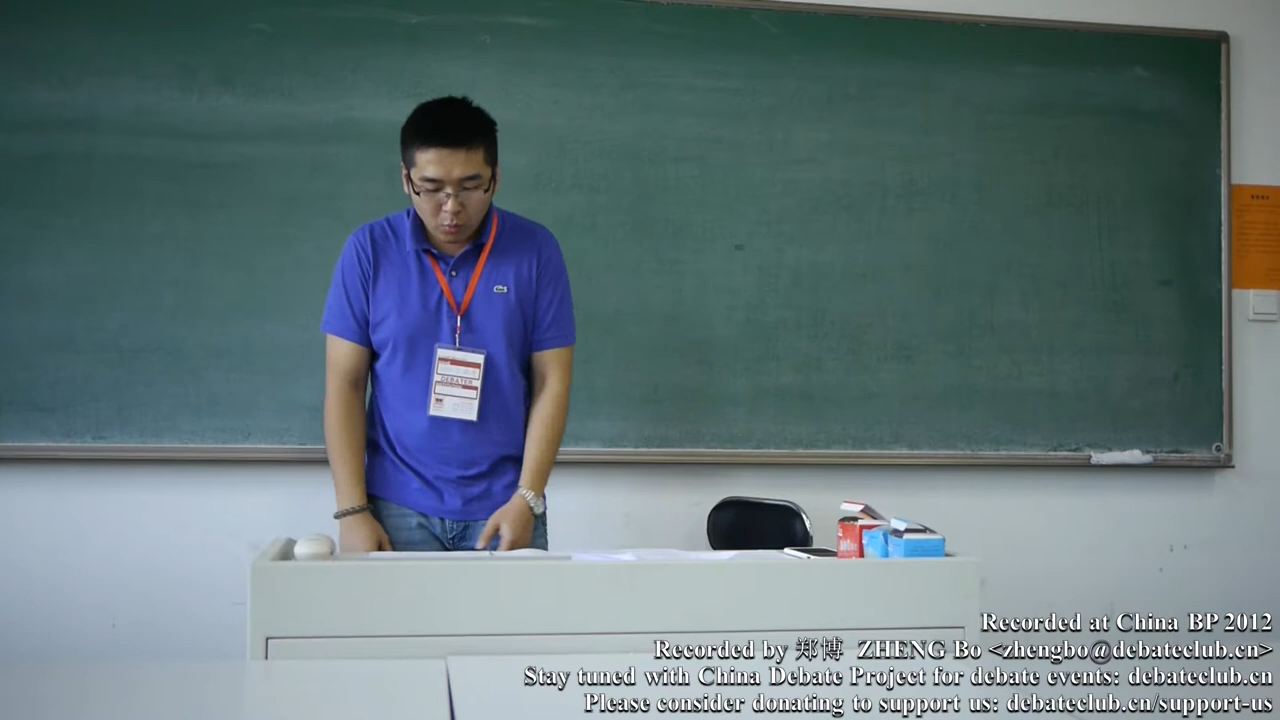 DEBATER
Recorded at China BP 2012
Recorded by 郑博 ZHENG Bo <zhengbo@debateclub.cn>
Stay tuned with China Debate Project for debate events: debateclub.cn
Please consider donating to support us: debateclub.cn/support-us